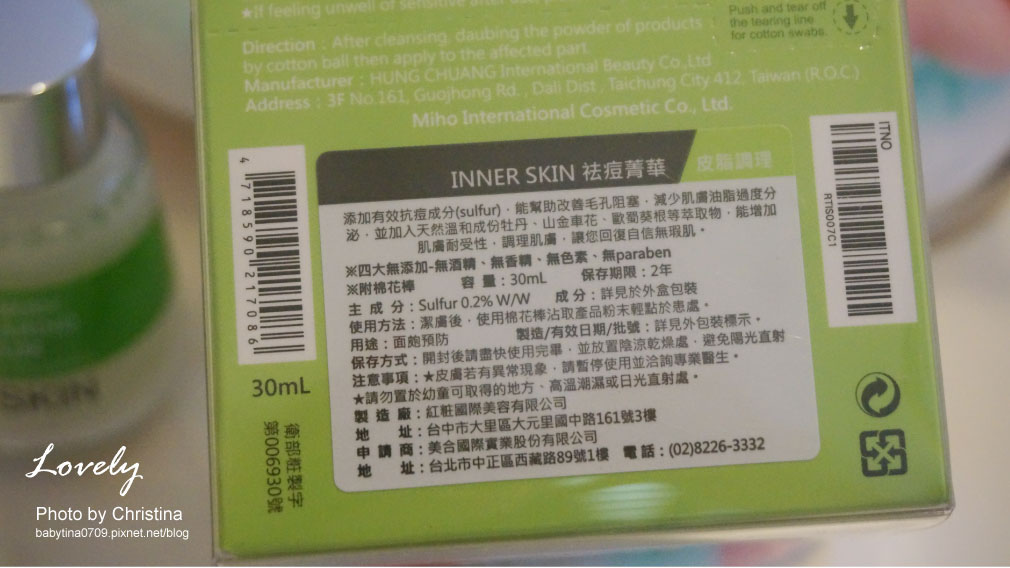 ★If feeling unwell of sensitive after use,
Push and tear off
the tearing line
for cotton swabs.
Direction : After cleansing, daubing the powder of products
by cotton ball then apply to the affected part.
Manufacturer : HUNG CHUANG International Beauty Co.,Ltd
Address : 3F No.161, Guojhong Rd. , Dali Dist , Taichung City 412, Taiwan (R.O.C.)
Miho International Cosmetic Co., Ltd.
INNER SKIN 祛痘菁華
皮脂調理
添加有效抗痘成分(sulfur)，能幫助改善毛孔阻塞，減少肌膚油脂過度分
泌，並加入天然溫和成份牡丹、山金車花、歐蜀葵根等萃取物，能增加
肌膚耐受性，調理肌膚，讓您回復自信無瑕肌。
※四大無添加-無酒精、無香精、無色素、無paraben
※附棉花棒 容 量：30mL 保存期限：2年
主 成 分：Sulfur 0.2% W/W 成 分：詳見於外盒包裝
使用方法：潔膚後，使用棉花棒沾取產品粉末輕點於患處。
用途：面皰預防 製造/有效日期/批號：詳見外包裝標示。
保存方式：開封後請盡快使用完畢，並放置陰涼乾燥處，避免陽光直射
注意事項：★皮膚若有異常現象，請暫停使用並洽詢專業醫生。
★請勿置於幼童可取得的地方、高溫潮濕或日光直射處。
製 造 廠：紅粧國際美容有限公司
地 址：台中市大里區大元里國中路161號3樓
申 請 商：美合國際實業股份有限公司
地 址：台北市中正區西藏路89號1樓 電話：(02)8226-3332
4 718590 217086
30mL
衛部粧製字
第006930號
ITNO
RTIS007C1
SKIN
Lovely
Photo by Christina
babytina0709.pixnet.net/blog